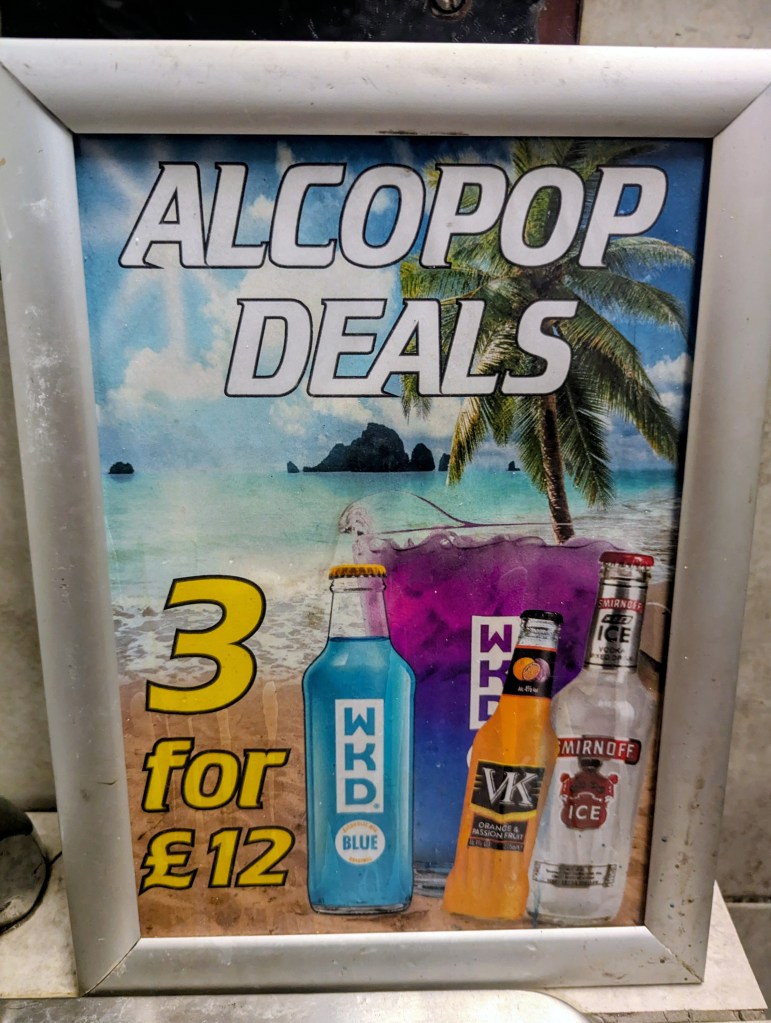 ALCOPOP
DEALS
3
for
£12
WKD
BLUE
WKD
VK
ORANGE &
PASSION FRUIT
SMIRNOFF
ICE
SMIRNOFF
ICE